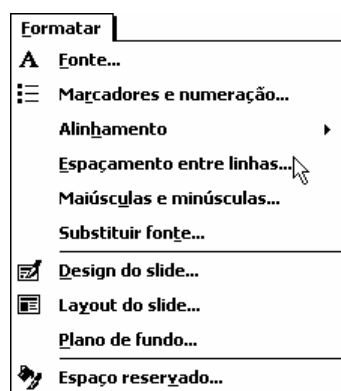 Formatar
Fonte...
Marcadores e numeração...
Alinhamento
Espaçamento entre linhas...
Maiúsculas e minúsculas...
Substituir fonte...
Design do slide...
Layout do slide...
Plano de fundo...
Espaço reservado...